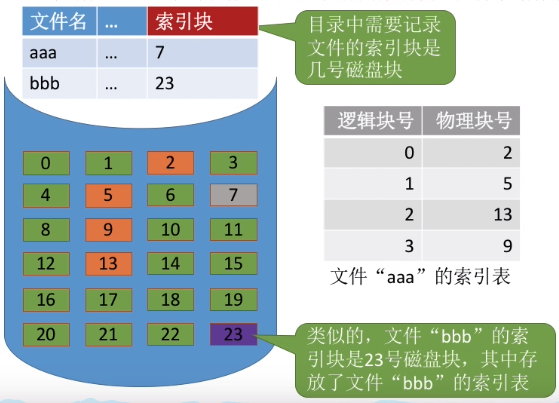 文件名 … 索引块
aaa … 7
bbb … 23
目录中需要记录
文件的索引块是
几号磁盘块
逻辑块号 物理块号
0 2
1 5
2 13
3 9
文件“aaa”的索引表
0 1 2 3
4 5 6 7
8 9 10 11
12 13 14 15
16 17 18 19
20 21 22 23
类似的，文件“bbb”的索
引块是23号磁盘块，其中存
放了文件“bbb”的索引表